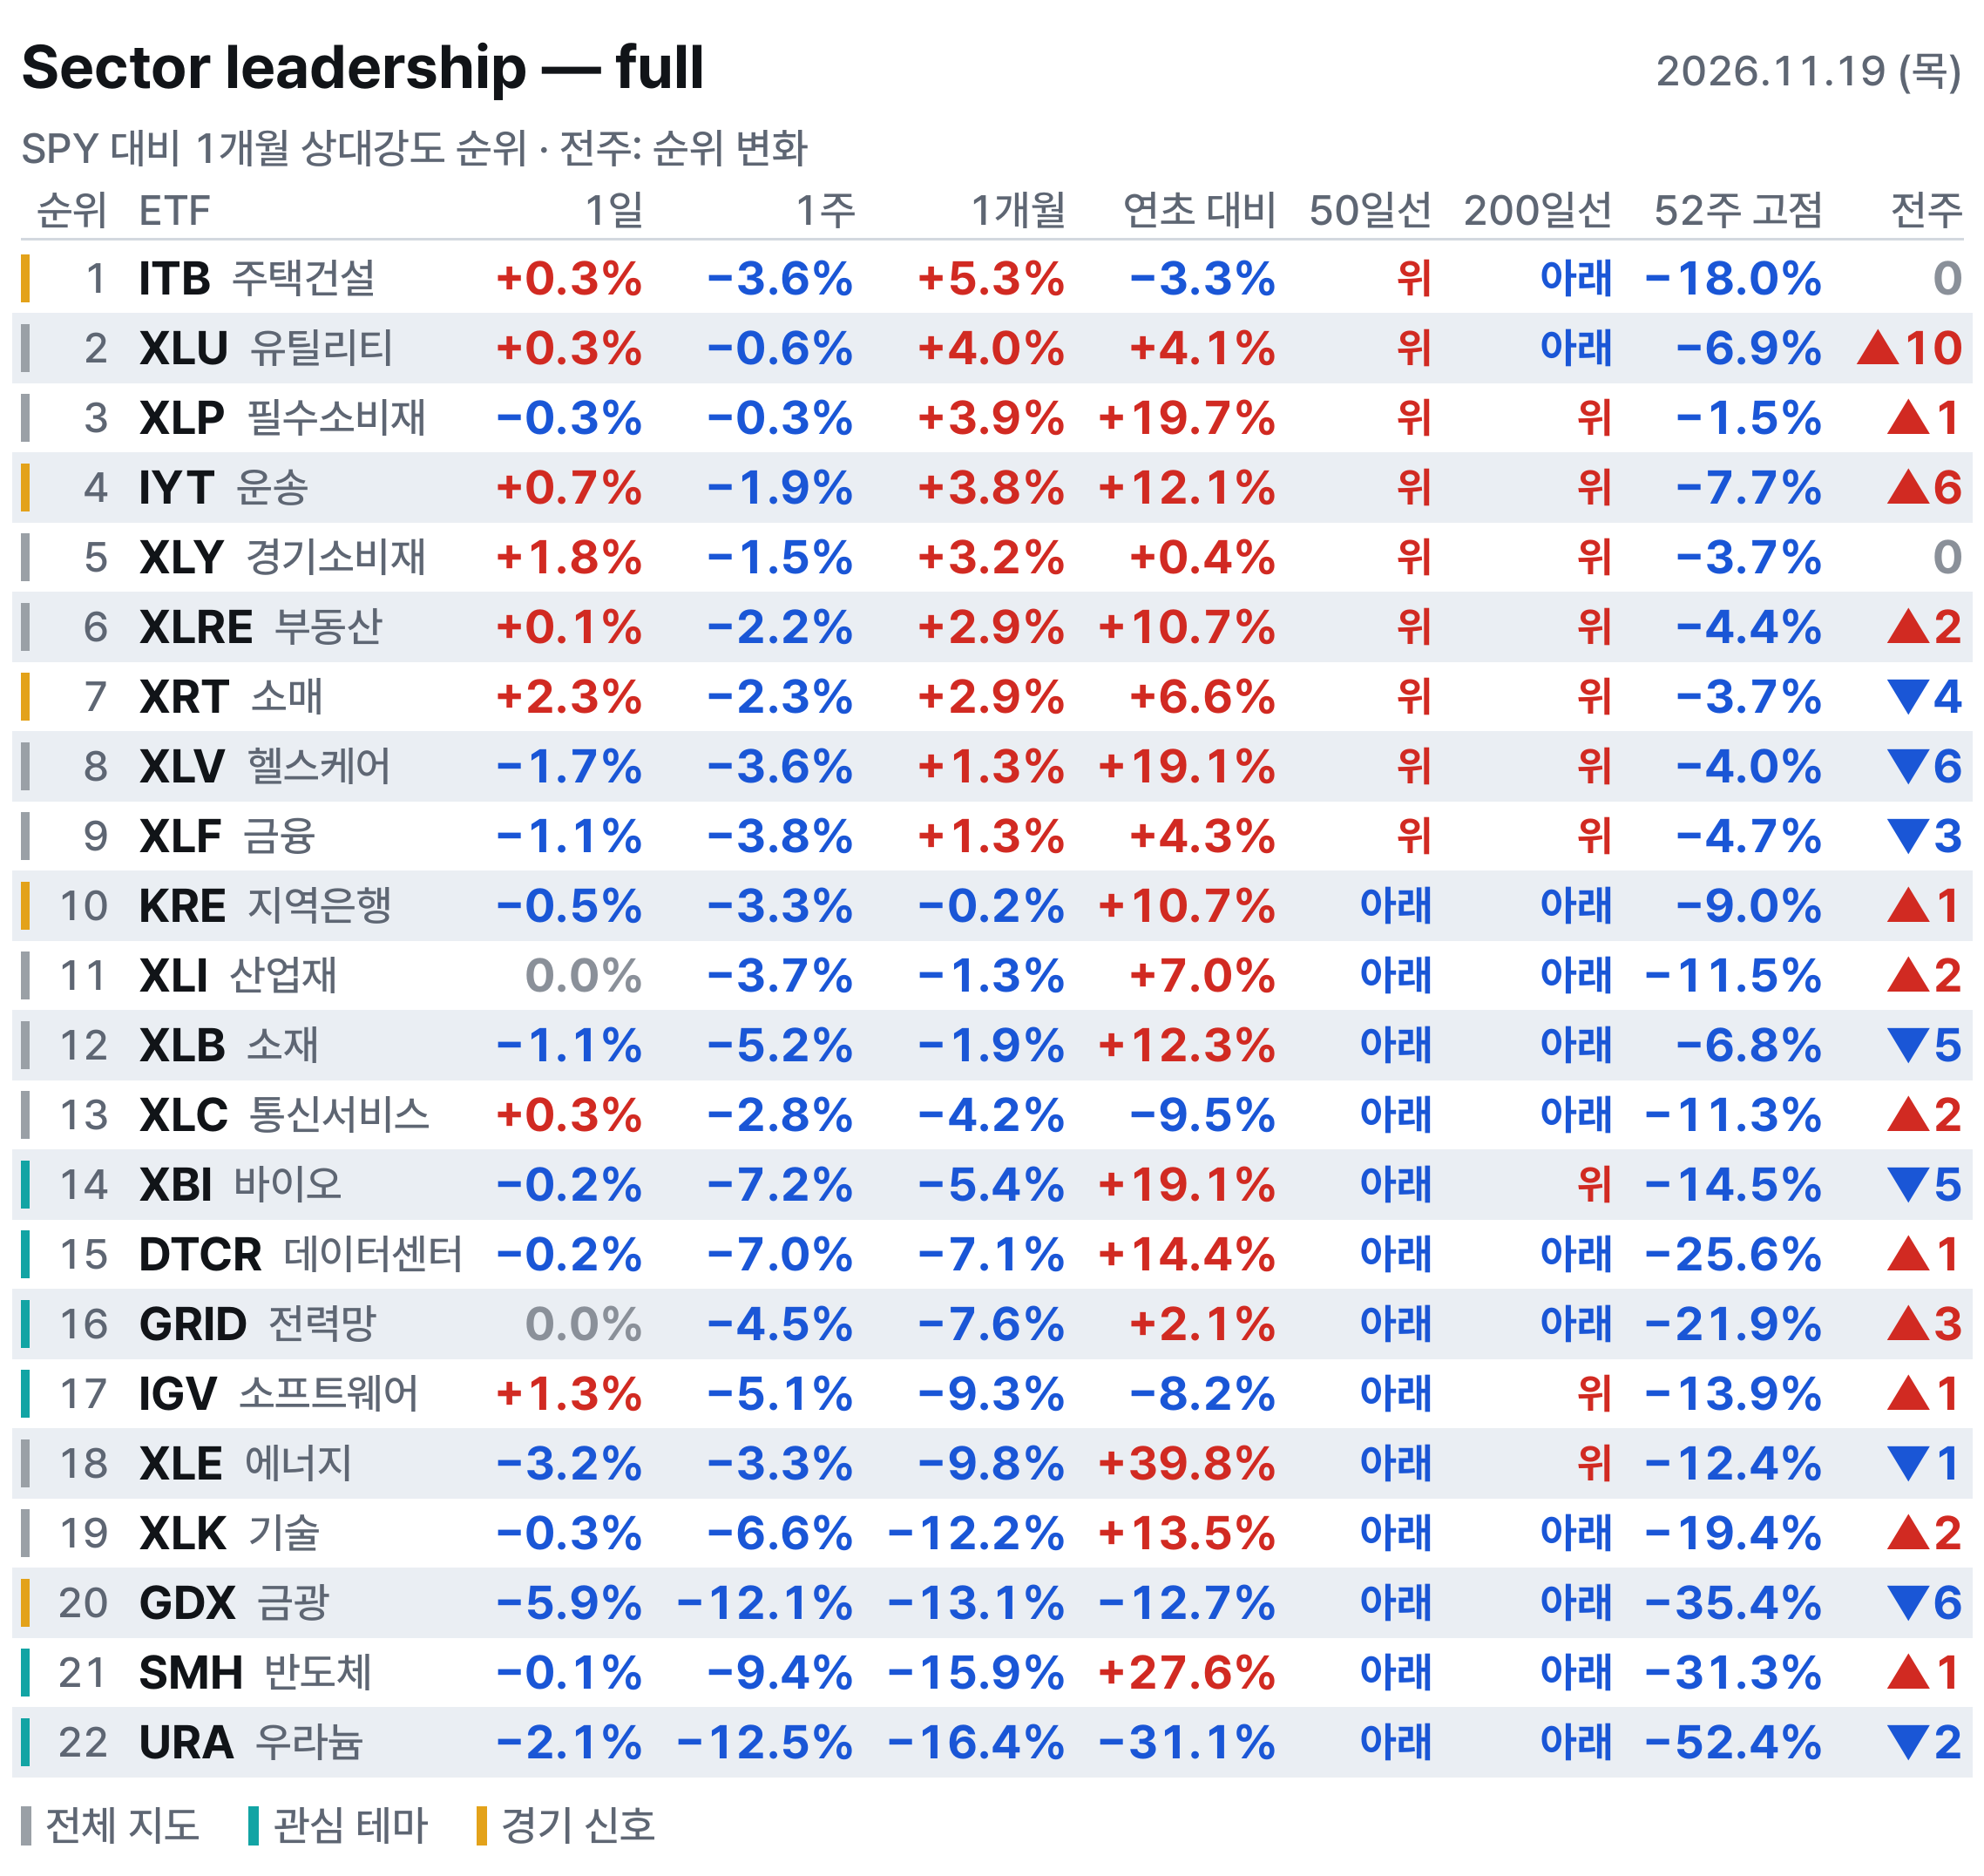 Sector leadership — full 2026.11.19 (목)
SPY 대비 1개월 상대강도 순위 · 전주: 순위 변화
순위 ETF 1일 1주 1개월 연초 대비 50일선 200일선 52주 고점 전주
1 ITB 주택건설 +0.3% −3.6% +5.3% −3.3% 위 아래 −18.0% 0
2 XLU 유틸리티 +0.3% −0.6% +4.0% +4.1% 위 아래 −6.9% ▲10
3 XLP 필수소비재 −0.3% −0.3% +3.9% +19.7% 위 위 −1.5% ▲1
4 IYT 운송 +0.7% −1.9% +3.8% +12.1% 위 위 −7.7% ▲6
5 XLY 경기소비재 +1.8% −1.5% +3.2% +0.4% 위 위 −3.7% 0
6 XLRE 부동산 +0.1% −2.2% +2.9% +10.7% 위 위 −4.4% ▲2
7 XRT 소매 +2.3% −2.3% +2.9% +6.6% 위 위 −3.7% ▼4
8 XLV 헬스케어 −1.7% −3.6% +1.3% +19.1% 위 위 −4.0% ▼6
9 XLF 금융 −1.1% −3.8% +1.3% +4.3% 위 위 −4.7% ▼3
10 KRE 지역은행 −0.5% −3.3% −0.2% +10.7% 아래 아래 −9.0% ▲1
11 XLI 산업재 0.0% −3.7% −1.3% +7.0% 아래 아래 −11.5% ▲2
12 XLB 소재 −1.1% −5.2% −1.9% +12.3% 아래 아래 −6.8% ▼5
13 XLC 통신서비스 +0.3% −2.8% −4.2% −9.5% 아래 아래 −11.3% ▲2
14 XBI 바이오 −0.2% −7.2% −5.4% +19.1% 아래 위 −14.5% ▼5
15 DTCR 데이터센터 −0.2% −7.0% −7.1% +14.4% 아래 아래 −25.6% ▲1
16 GRID 전력망 0.0% −4.5% −7.6% +2.1% 아래 아래 −21.9% ▲3
17 IGV 소프트웨어 +1.3% −5.1% −9.3% −8.2% 아래 위 −13.9% ▲1
18 XLE 에너지 −3.2% −3.3% −9.8% +39.8% 아래 위 −12.4% ▼1
19 XLK 기술 −0.3% −6.6% −12.2% +13.5% 아래 아래 −19.4% ▲2
20 GDX 금광 −5.9% −12.1% −13.1% −12.7% 아래 아래 −35.4% ▼6
21 SMH 반도체 −0.1% −9.4% −15.9% +27.6% 아래 아래 −31.3% ▲1
22 URA 우라늄 −2.1% −12.5% −16.4% −31.1% 아래 아래 −52.4% ▼2
전체 지도 관심 테마 경기 신호